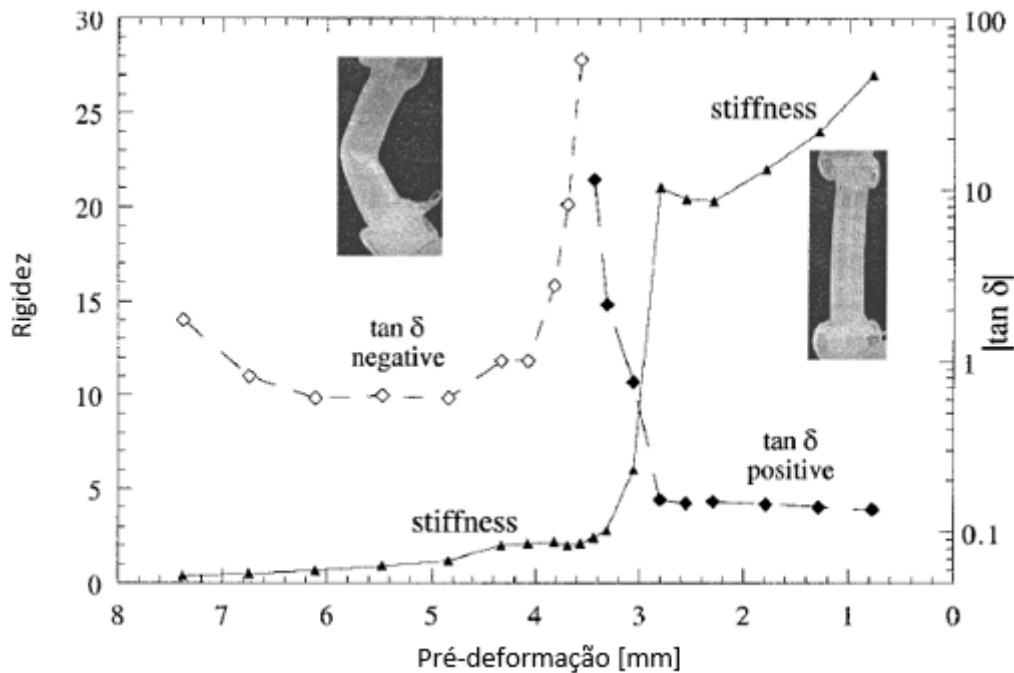 30
25
20
15
10
5
0
Rigidez
100
10
1
0.1
|tan δ|
stiffness
tan δ
negative
tan δ
positive
stiffness
8 7 6 5 4 3 2 1 0
Pré-deformação [mm]